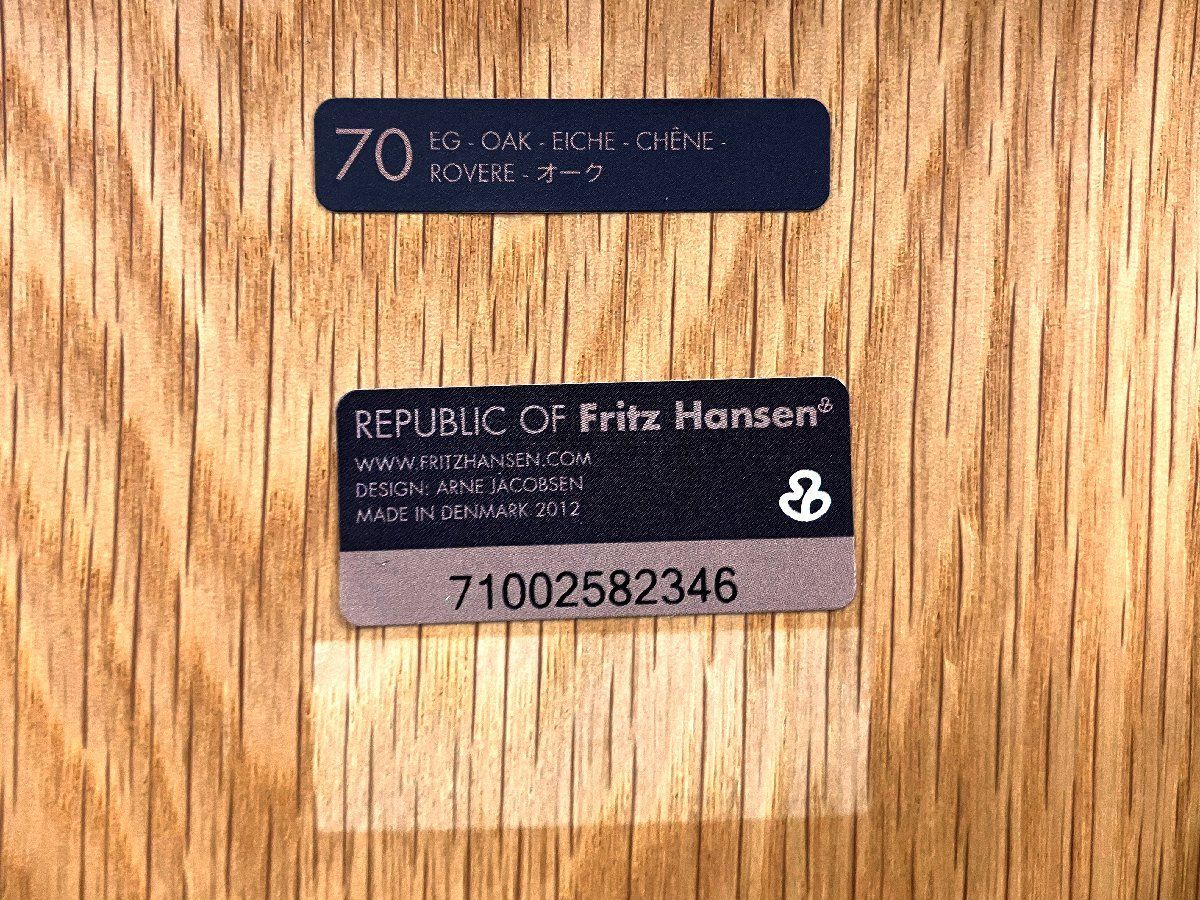 70 EG - OAK - EICHE - CHÊNE -
ROVERE - オーク
REPUBLIC OF Fritz Hansen
WWW.FRITZHANSEN.COM
DESIGN: ARNE JACOBSEN
MADE IN DENMARK 2012
71002582346